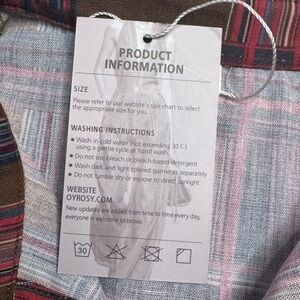 PRODUCT
INFORMATION
SIZE
Please refer to our website's size chart to select
the appropriate size for you.
WASHING INSTRUCTIONS
● Wash in cold water (not exceeding 30 C)
using a gentle cycle or hand wash.
● Do not use bleach or bleach-based detergent
● Wash dark and light colored garments separately
● Do not tumble dry or expose to direct sunlight
WEBSITE
OYROSY.COM
New updates are added from time to time every day,
everyone is welcome to brows
30